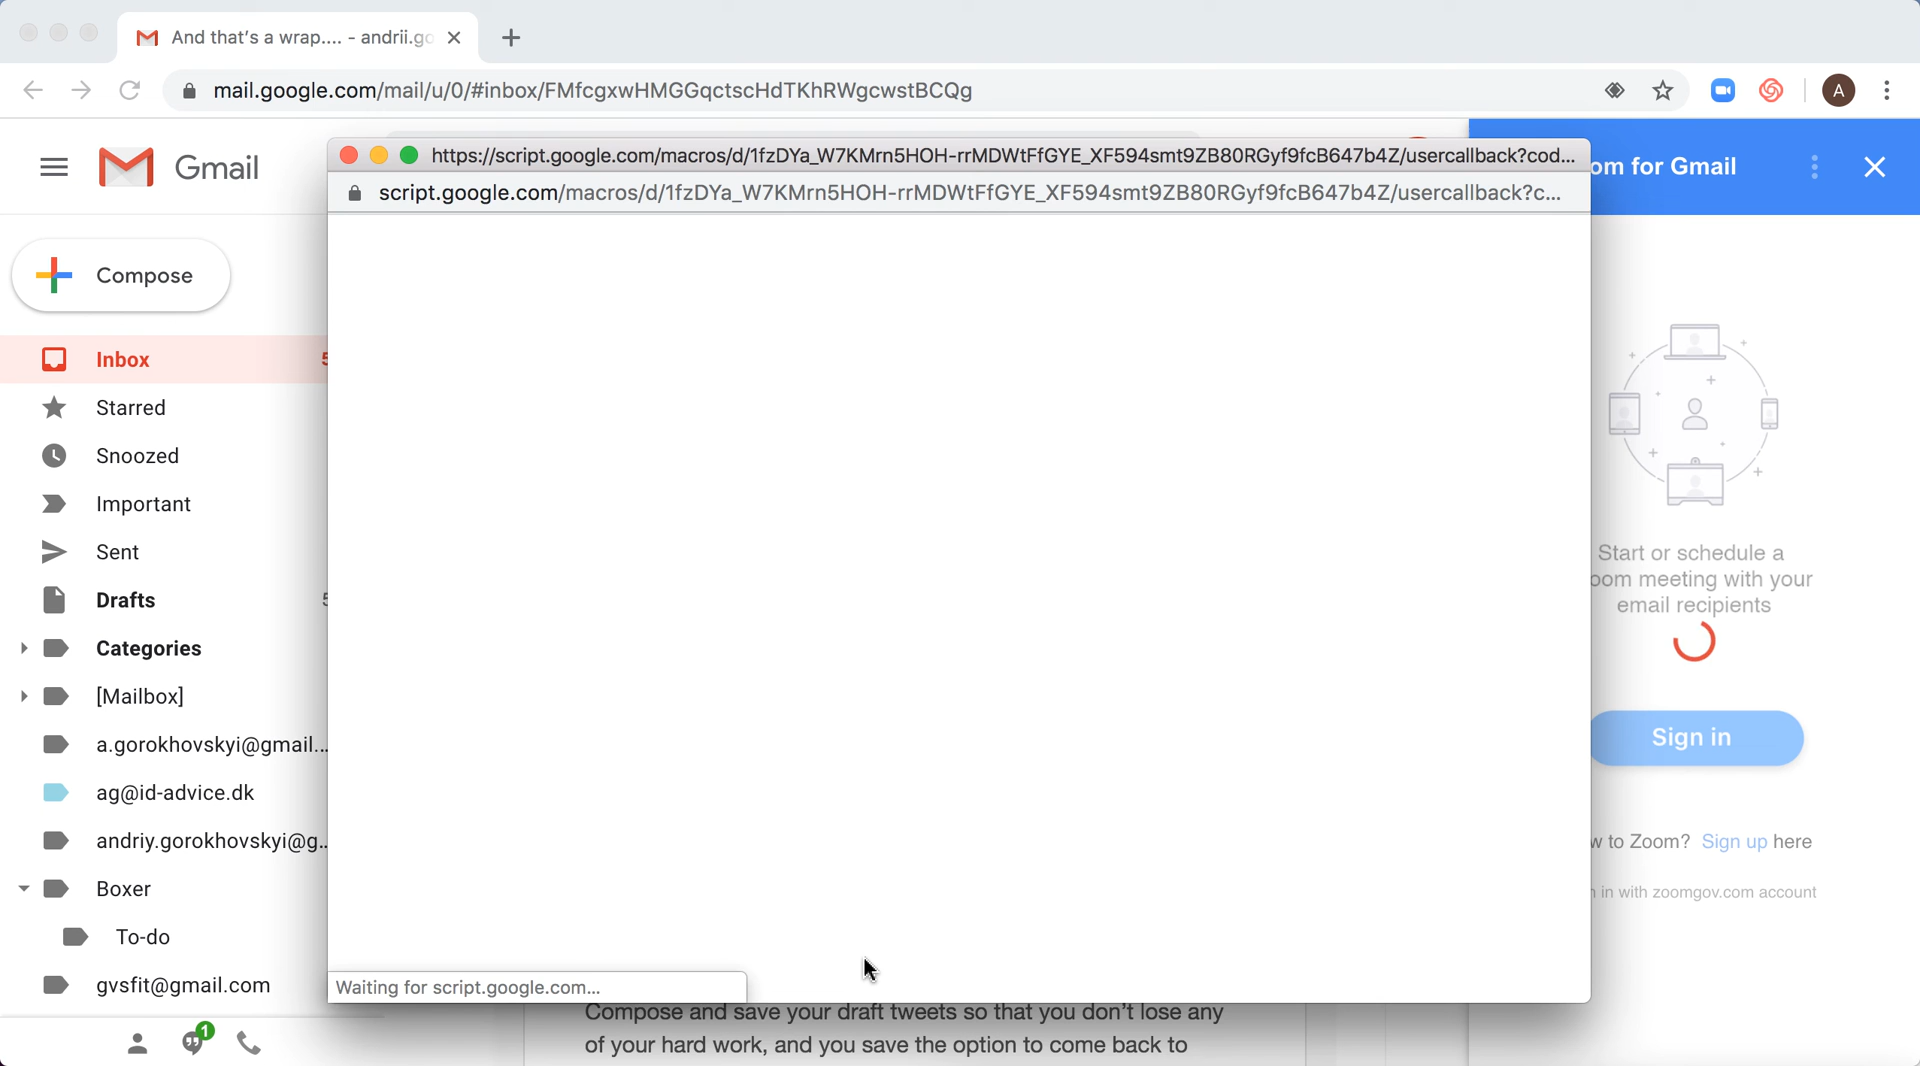 And that's a wrap.... - andrii.go
mail.google.com/mail/u/0/#inbox/FMfcgxwHMGGqctscHdTKhRWgcwstBCQg
A
Gmail
https://script.google.com/macros/d/1fzDYa_W7KMrn5HOH-rrMDWtFfGYE_XF594smt9ZB80RGyf9fcB647b4Z/usercallback?cod...
om for Gmail
script.google.com/macros/d/1fzDYa_W7KMrn5HOH-rrMDWtFfGYE_XF594smt9ZB80RGyf9fcB647b4Z/usercallback?c...
Compose
Inbox 5
Starred
Snoozed
Important
Sent
Drafts 5
Categories
[Mailbox]
a.gorokhovskyi@gmail...
ag@id-advice.dk
andriy.gorokhovskyi@g...
Boxer
To-do
gvsfit@gmail.com
1
Start or schedule a
oom meeting with your
email recipients
Sign in
w to Zoom? Sign up here
n in with zoomgov.com account
Waiting for script.google.com...
Compose and save your draft tweets so that you don't lose any
of your hard work, and you save the option to come back to